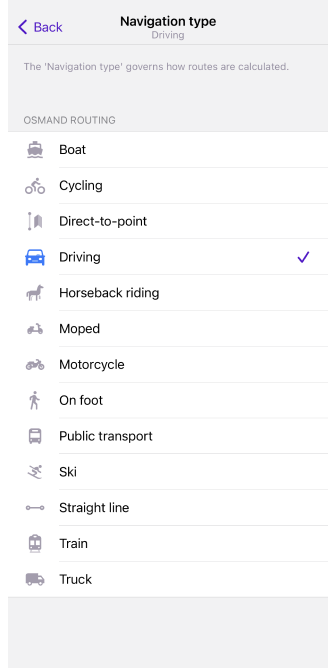 Back
Navigation type
Driving
The 'Navigation type' governs how routes are calculated.
OSMAND ROUTING
Boat
Cycling
Direct-to-point
Driving
Horseback riding
Moped
Motorcycle
On foot
Public transport
Ski
Straight line
Train
Truck